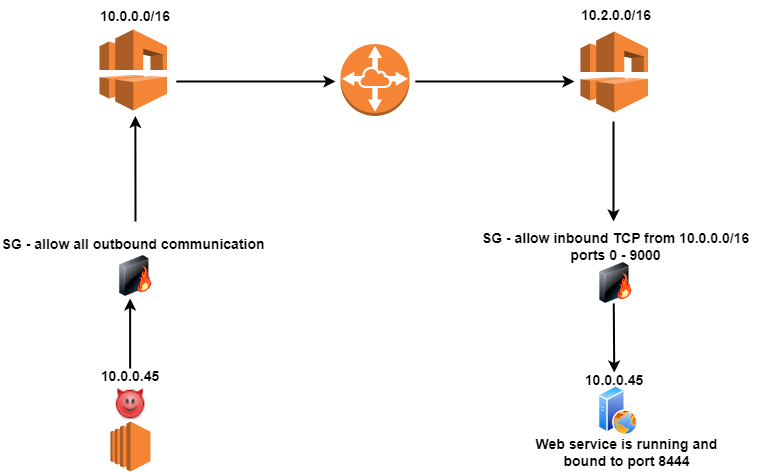 10.0.0.0/16
10.2.0.0/16
SG - allow all outbound communication
SG - allow inbound TCP from 10.0.0.0/16
ports 0 - 9000
10.0.0.45
10.0.0.45
Web service is running and
bound to port 8444